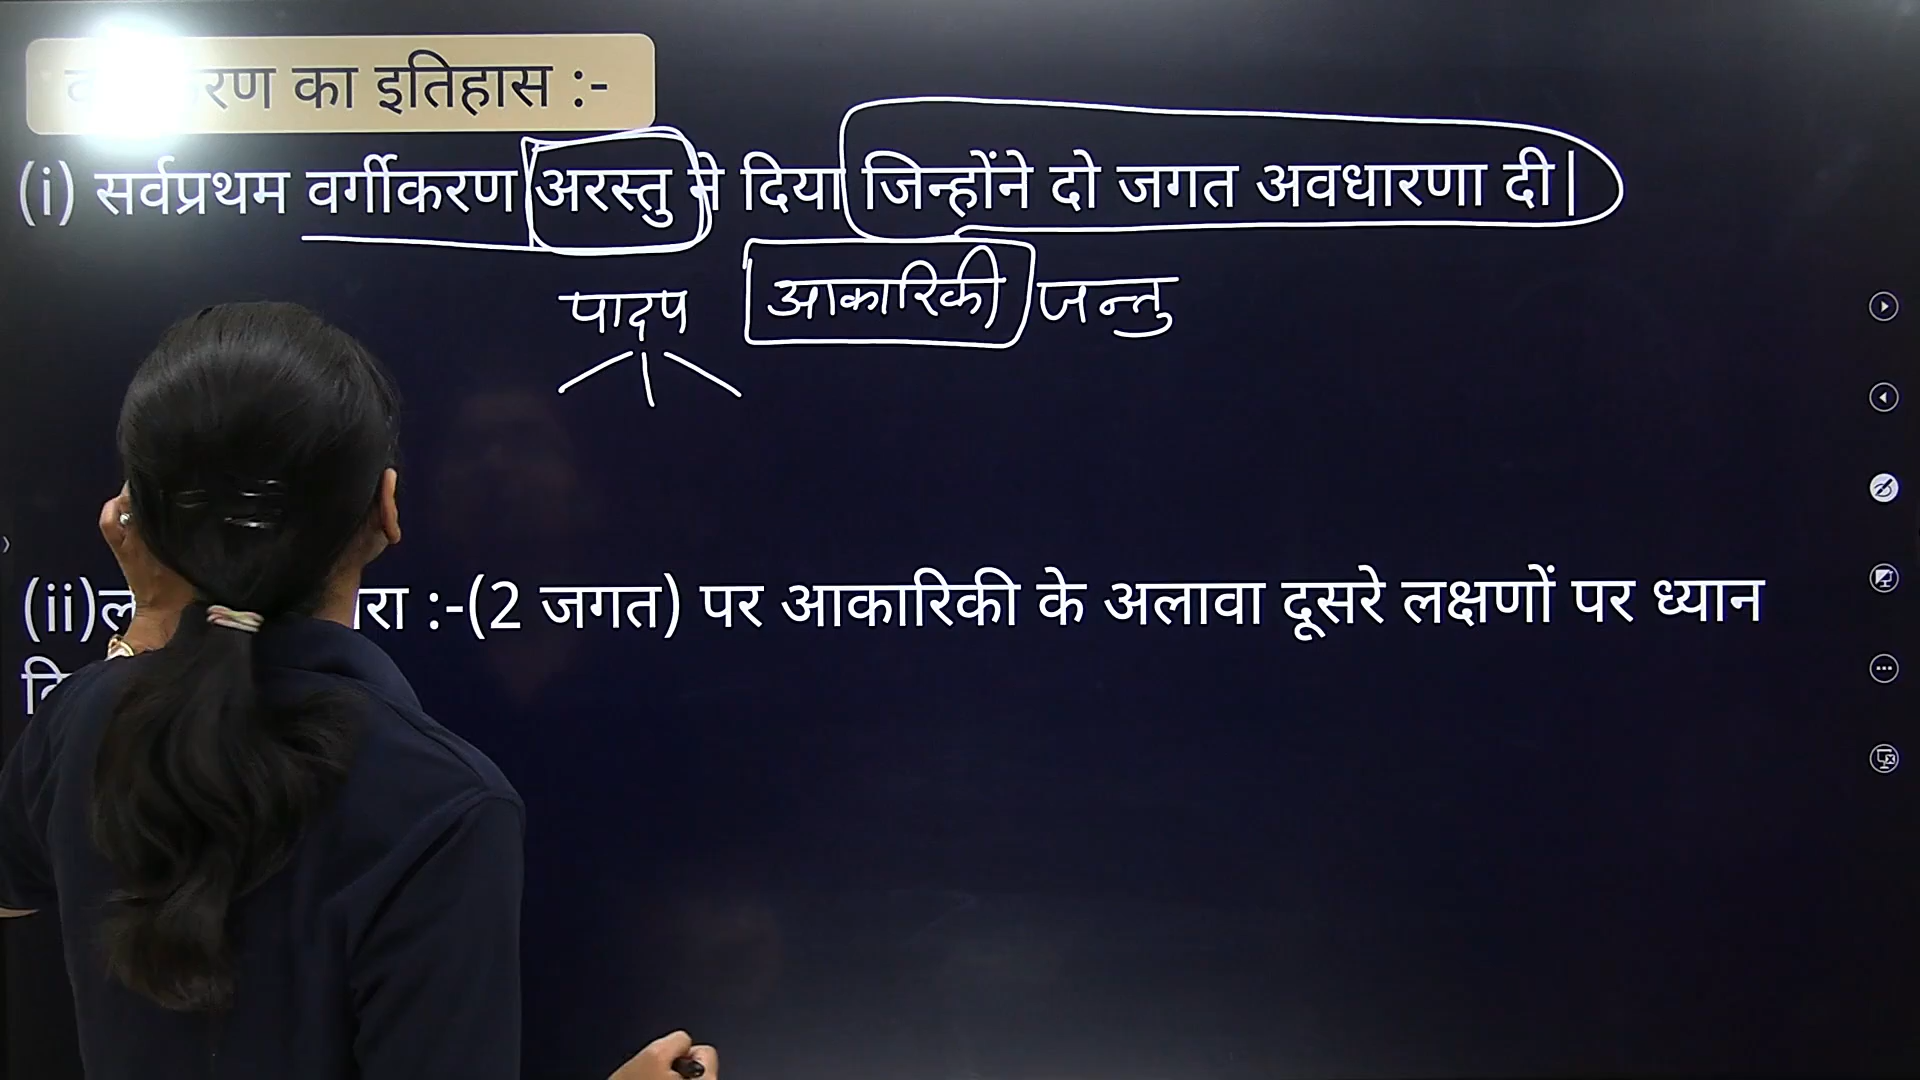 का इतिहास :-
(i) सर्वप्रथम वर्गीकरण अरस्तु ने दिया जिन्होंने दो जगत अवधारणा दी|
पादप आकारिकी जन्तु
(ii) :-(2 जगत) पर आकारिकी के अलावा दूसरे लक्षणों पर ध्यान